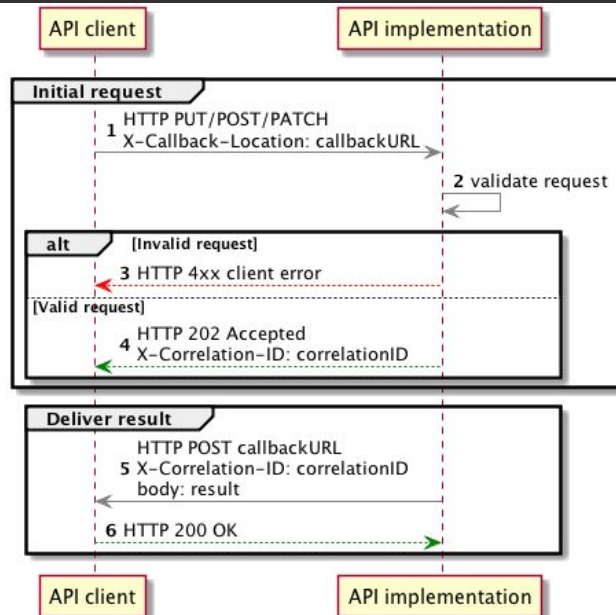 API client
API implementation
Initial request
HTTP PUT/POST/PATCH
1
X-Callback-Location: callbackURL
2 validate request
alt
[Invalid request]
3 HTTP 4xx client error
[Valid request]
HTTP 202 Accepted
4
X-Correlation-ID: correlationID
Deliver result
HTTP POST callbackURL
5 X-Correlation-ID: correlationID
body: result
6 HTTP 200 OK
API client
API implementation